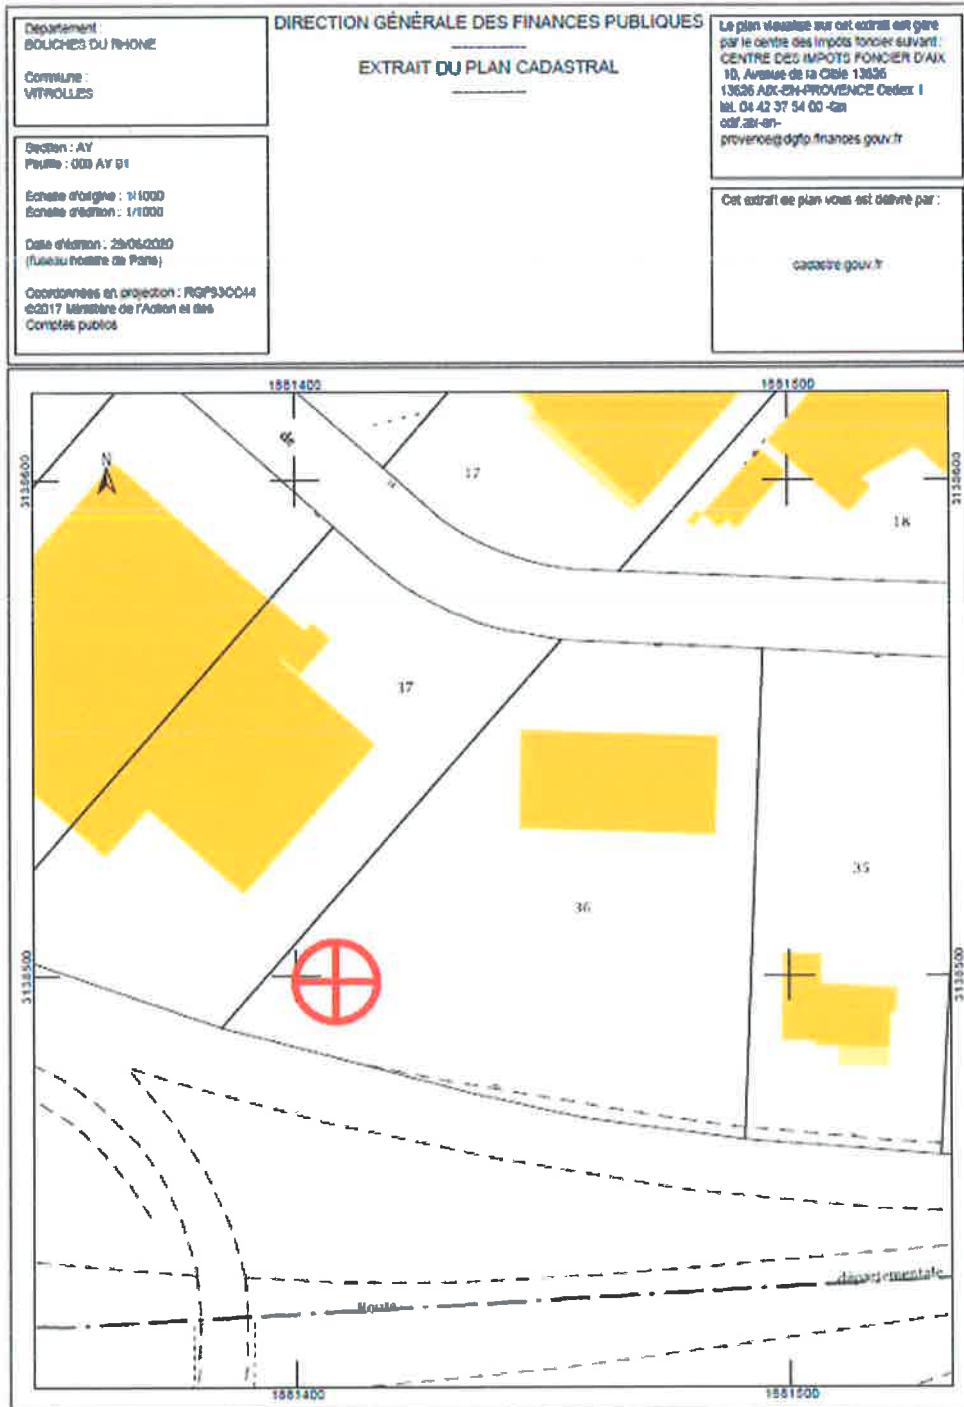 DIRECTION GÉNÉRALE DES FINANCES PUBLIQUES
EXTRAIT DU PLAN CADASTRAL
Département :
BOUCHES DU RHONE
Commune :
VITROLLES
Section : AY
Feuille : 000 AY 01
Échelle d'origine : 1/1000
Échelle d'édition : 1/1000
Date d'édition : 29/06/2020
(fuseau horaire de Paris)
Coordonnées en projection : RGF93CC44
©2017 Ministère de l'Action et des
Comptes publics
Le plan visualisé sur cet extrait est géré
par le centre des impôts foncier suivant :
CENTRE DES IMPOTS FONCIER D'AIX
10, Avenue de la Cible 13626
13626 AIX-EN-PROVENCE Cedex 1
tél. 04 42 37 54 00 -fax
cdif.aix-en-
provence@dgfip.finances.gouv.fr
Cet extrait de plan vous est délivré par :
cadastre.gouv.fr
1881400
1881500
3138600
3138600
N
17
18
37
35
36
3138500
3138500
Route
départementale
1881400
1881500